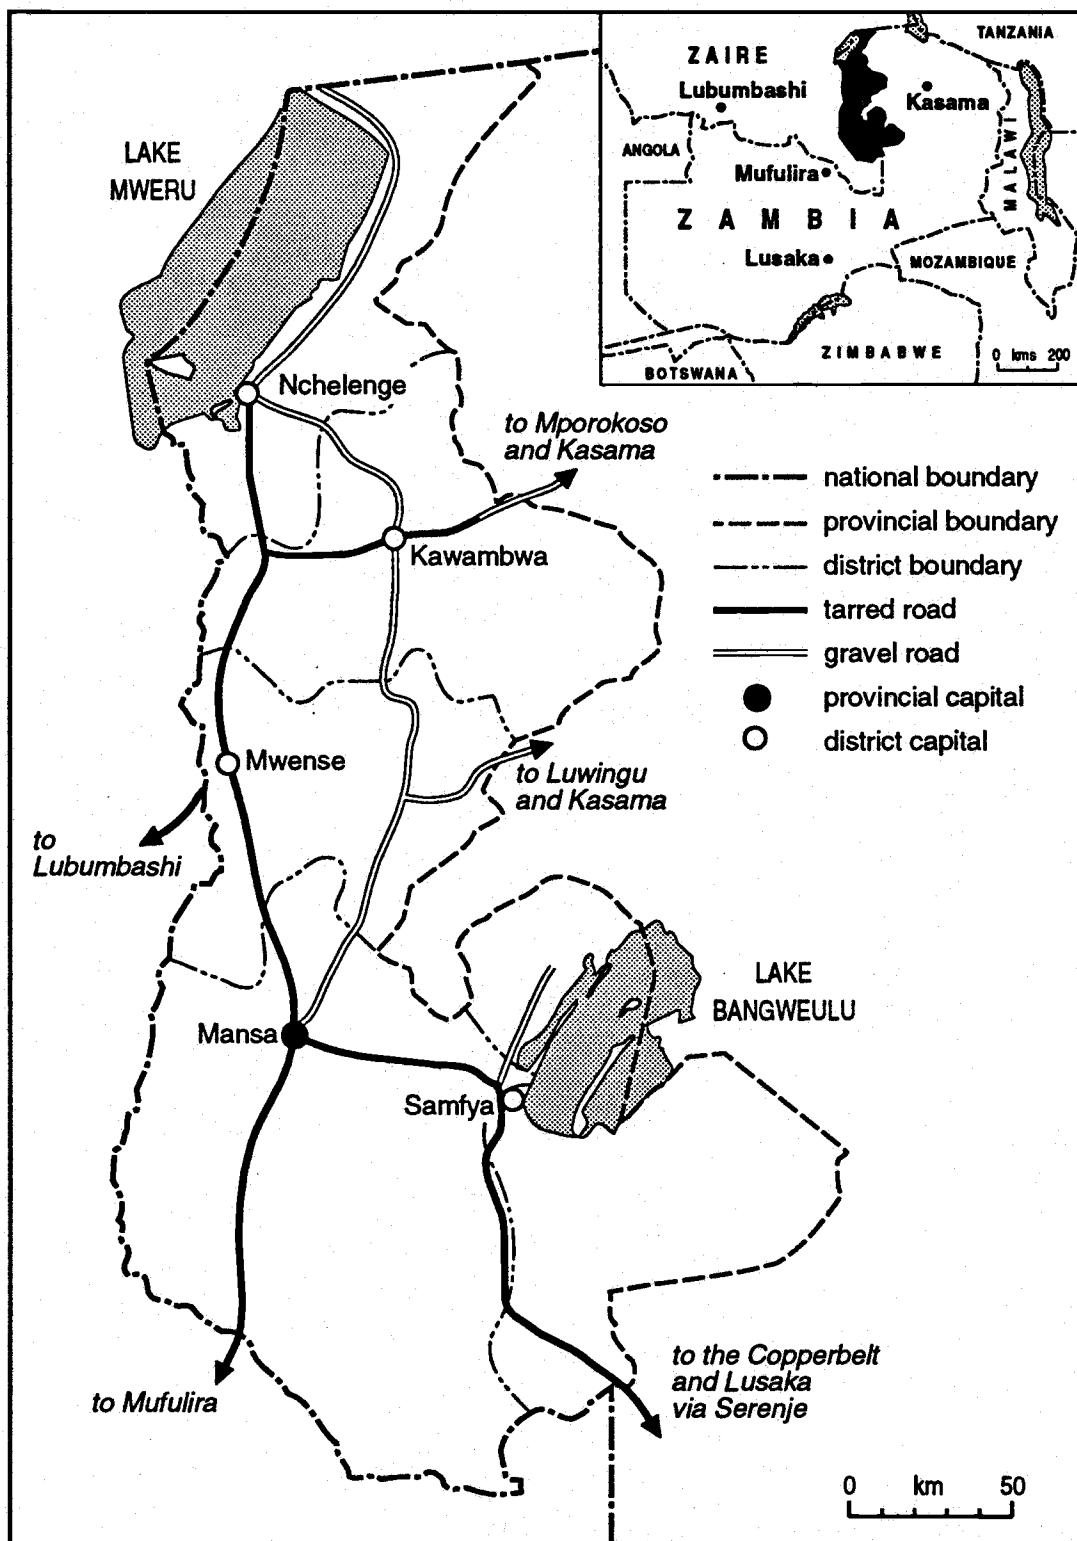 LAKE
MWERU
ZAIRE
Lubumbashi
TANZANIA
Kasama
ANGOLA
Mufulira
MALAWI
ZAMBIA
Lusaka
MOZAMBIQUE
ZIMBABWE
BOTSWANA
0 kms 200
Nchelenge
to Mporokoso
and Kasama
Kawambwa
national boundary
provincial boundary
district boundary
tarred road
gravel road
provincial capital
district capital
Mwense
to Luwingu
and Kasama
to
Lubumbashi
LAKE
BANGWEULU
Mansa
Samfya
to Mufulira
to the Copperbelt
and Lusaka
via Serenje
0 km 50